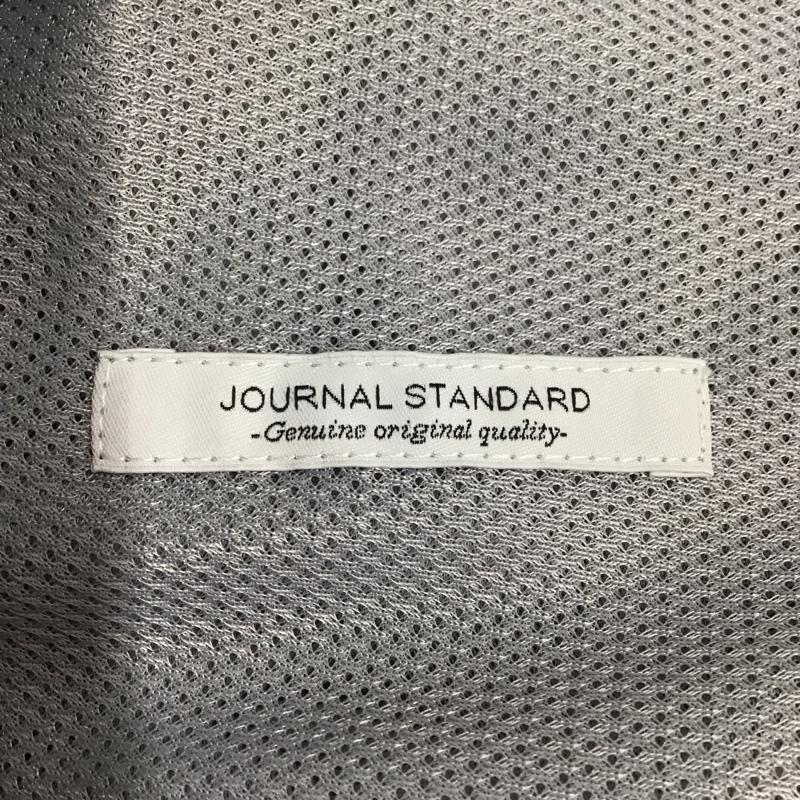 JOURNAL STANDARD
-Genuine original quality-